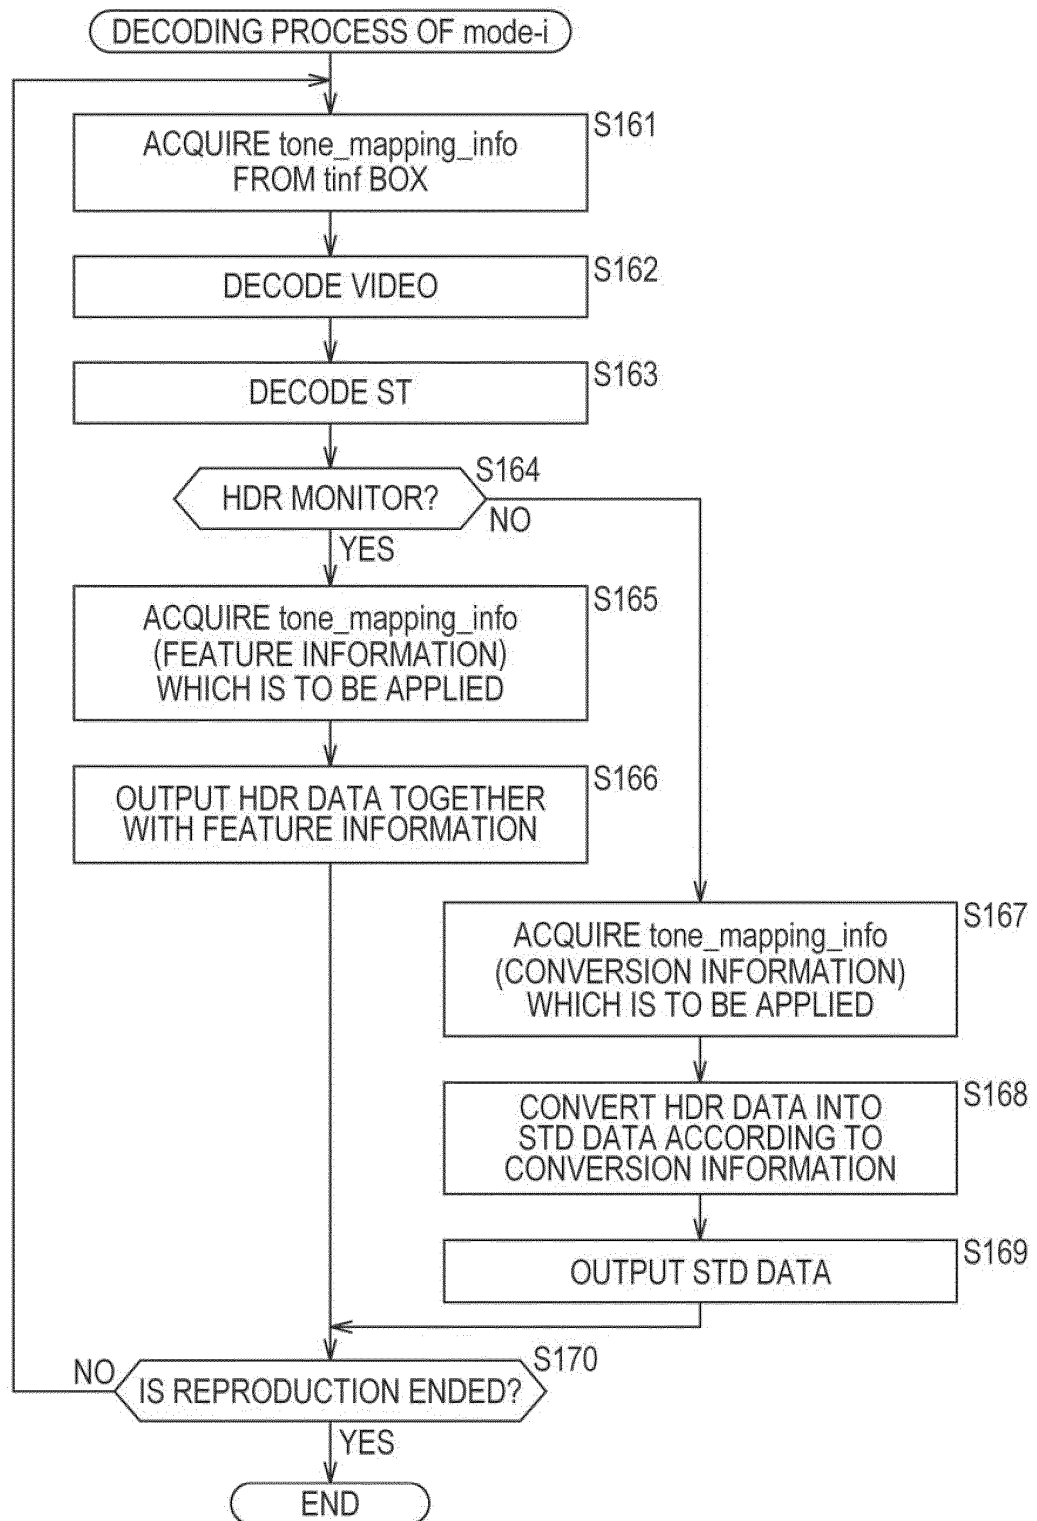 DECODING PROCESS OF mode-i
S161
ACQUIRE tone_mapping_info
FROM tinf BOX
S162
DECODE VIDEO
S163
DECODE ST
S164
HDR MONITOR?
NO
YES
S165
ACQUIRE tone_mapping_info
(FEATURE INFORMATION)
WHICH IS TO BE APPLIED
S166
OUTPUT HDR DATA TOGETHER
WITH FEATURE INFORMATION
S167
ACQUIRE tone_mapping_info
(CONVERSION INFORMATION)
WHICH IS TO BE APPLIED
S168
CONVERT HDR DATA INTO
STD DATA ACCORDING TO
CONVERSION INFORMATION
S169
OUTPUT STD DATA
S170
NO
IS REPRODUCTION ENDED?
YES
END